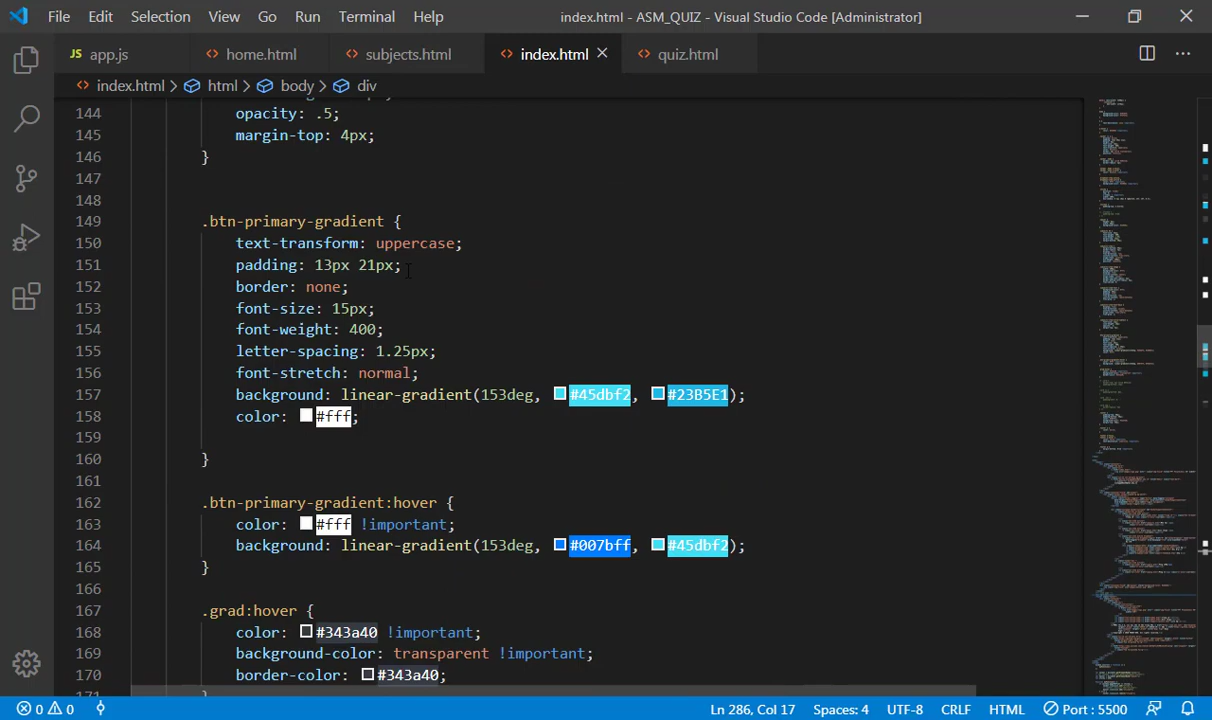 File Edit Selection View Go Run Terminal Help index.html - ASM_QUIZ - Visual Studio Code [Administrator]
JS app.js <> home.html <> subjects.html <> index.html <> quiz.html
<> index.html > html > body > div
144 opacity: .5;
145 margin-top: 4px;
146 }
147
148
149 .btn-primary-gradient {
150 text-transform: uppercase;
151 padding: 13px 21px;
152 border: none;
153 font-size: 15px;
154 font-weight: 400;
155 letter-spacing: 1.25px;
156 font-stretch: normal;
157 background: linear-gradient(153deg, #45dbf2, #23B5E1);
158 color: #fff;
159
160 }
161
162 .btn-primary-gradient:hover {
163 color: #fff !important;
164 background: linear-gradient(153deg, #007bff, #45dbf2);
165 }
166
167 .grad:hover {
168 color: #343a40 !important;
169 background-color: transparent !important;
170 border-color: #343a40;
171 }
0 0 Ln 286, Col 17 Spaces: 4 UTF-8 CRLF HTML Port : 5500